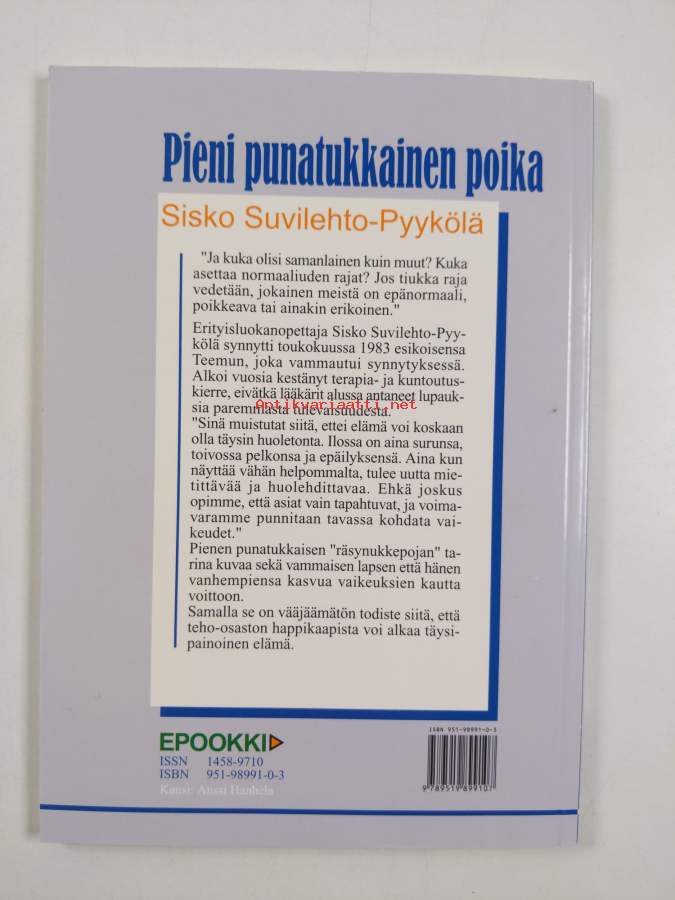 Pieni punatukkainen poika
Sisko Suvilehto-Pyykölä
"Ja kuka olisi samanlainen kuin muut? Kuka
asettaa normaaliuden rajat? Jos tiukka raja
vedetään, jokainen meistä on epänormaali,
poikkeava tai ainakin erikoinen."
Erityisluokanopettaja Sisko Suvilehto-Pyy-
kölä synnytti toukokuussa 1983 esikoisensa
Teemun, joka vammautui synnytyksessä.
Alkoi vuosia kestänyt terapia- ja kuntoutus-
kierre, eivätkä lääkärit alussa antaneet lupauk-
sia paremmasta tulevaisuudesta.
Antikvariaatti.net
"Sinä muistutat siitä, ettei elämä voi koskaan
olla täysin huoletonta. Ilossa on aina surunsa,
toivossa pelkonsa ja epäilyksensä. Aina kun
näyttää vähän helpommalta, tulee uutta mie-
tittävää ja huolehdittavaa. Ehkä joskus
opimme, että asiat vain tapahtuvat, ja voima-
varamme punnitaan tavassa kohdata vai-
keudet."
Pienen punatukkaisen "räsynukkepojan" ta-
rina kuvaa sekä vammaisen lapsen että hänen
vanhempiensa kasvua vaikeuksien kautta
voittoon.
Samalla se on vääjäämätön todiste siitä, että
teho-osaston happikaapista voi alkaa täysi-
painoinen elämä.
EPOOKKI
ISSN 1458-9710
ISBN 951-98991-0-3
Kansi: Anssi Hanhela
ISBN 951-98991-0-3
9 789519 899107